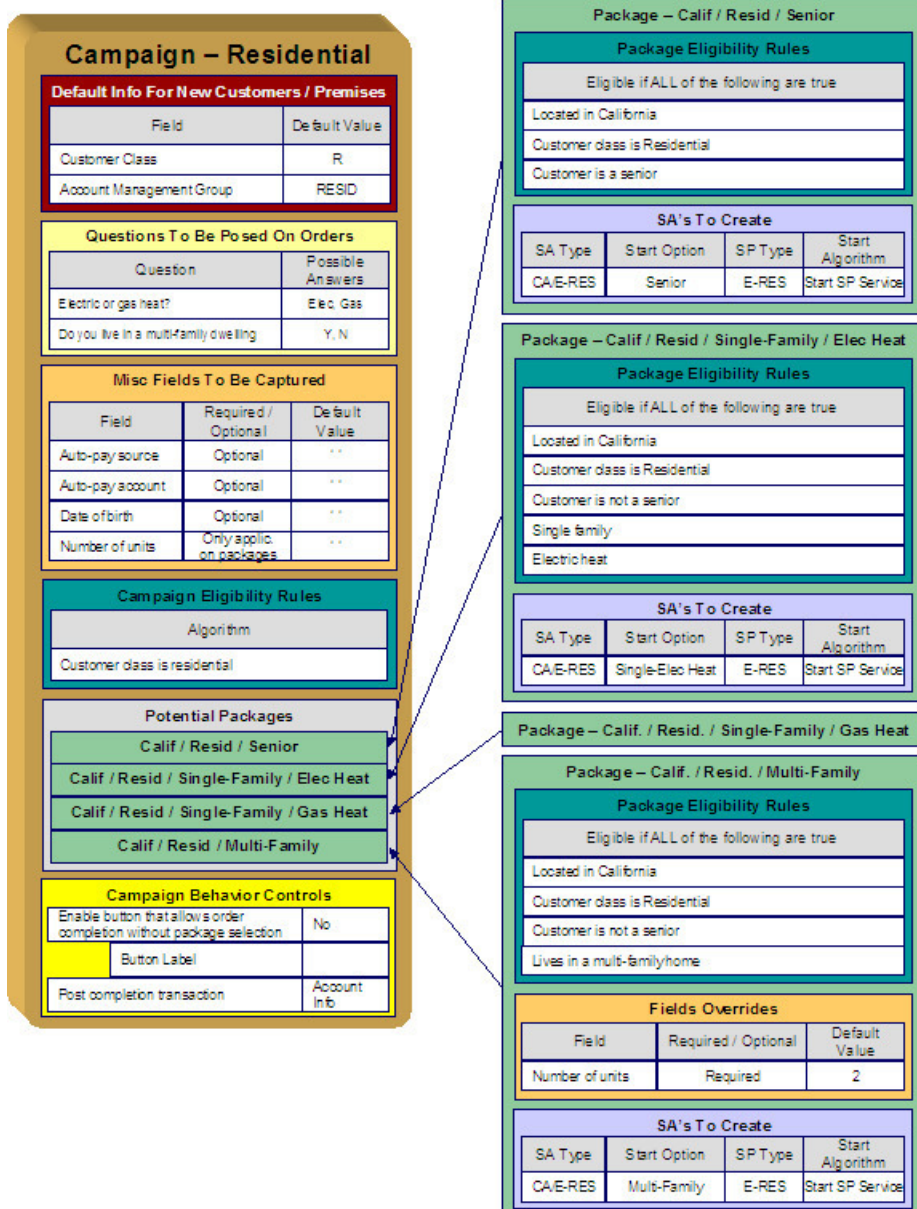 Campaign – Residential
Default Info For New Customers / Premises
Field Default Value
Customer Class R
Account Management Group RESID
Questions To Be Posed On Orders
Question Possible Answers
Electric or gas heat? Elec, Gas
Do you live in a multi-family dwelling Y, N
Misc Fields To Be Captured
Field Required / Optional Default Value
Auto-pay source Optional " "
Auto-pay account Optional " "
Date of birth Optional " "
Number of units Only applic. on packages " "
Campaign Eligibility Rules
Algorithm
Customer class is residential
Potential Packages
Calif / Resid / Senior
Calif / Resid / Single-Family / Elec Heat
Calif / Resid / Single-Family / Gas Heat
Calif / Resid / Multi-Family
Campaign Behavior Controls
Enable button that allows order completion without package selection No
Button Label
Post completion transaction Account Info
Package – Calif / Resid / Senior
Package Eligibility Rules
Eligible if ALL of the following are true
Located in California
Customer class is Residential
Customer is a senior
SA's To Create
SA Type Start Option SP Type Start Algorithm
CA/E-RES Senior E-RES Start SP Service
Package – Calif / Resid / Single-Family / Elec Heat
Package Eligibility Rules
Eligible if ALL of the following are true
Located in California
Customer class is Residential
Customer is not a senior
Single family
Electric heat
SA's To Create
SA Type Start Option SP Type Start Algorithm
CA/E-RES Single-Elec Heat E-RES Start SP Service
Package – Calif. / Resid. / Single-Family / Gas Heat
Package – Calif. / Resid. / Multi-Family
Package Eligibility Rules
Eligible if ALL of the following are true
Located in California
Customer class is Residential
Customer is not a senior
Lives in a multi-family home
Fields Overrides
Field Required / Optional Default Value
Number of units Required 2
SA's To Create
SA Type Start Option SP Type Start Algorithm
CA/E-RES Multi-Family E-RES Start SP Service